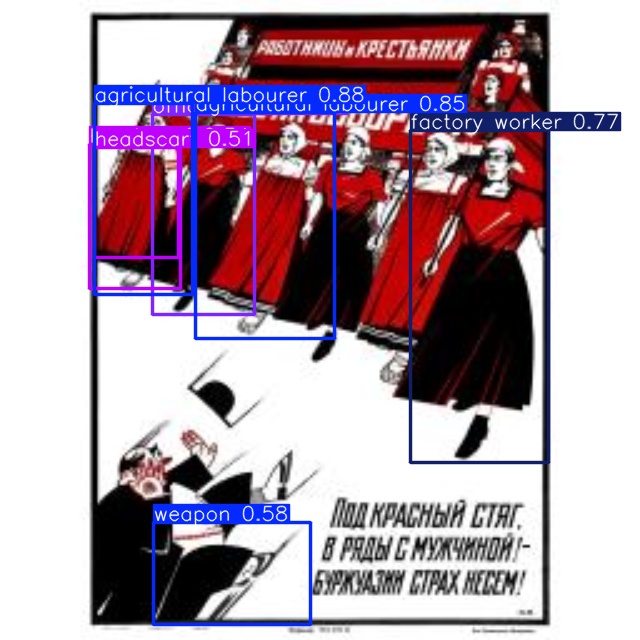 РАБОТНИЦЫ и КРЕСТЬЯНКИ
agricultural labourer 0.88
labourer 0.85
factory worker 0.77
headscarf 0.51
weapon 0.58
ПОД КРАСНЫЙ СТЯГ,
В РЯДЫ С МУЖЧИНОЙ!-
БУРЖУАЗИИ СТРАХ НЕСЕМ!